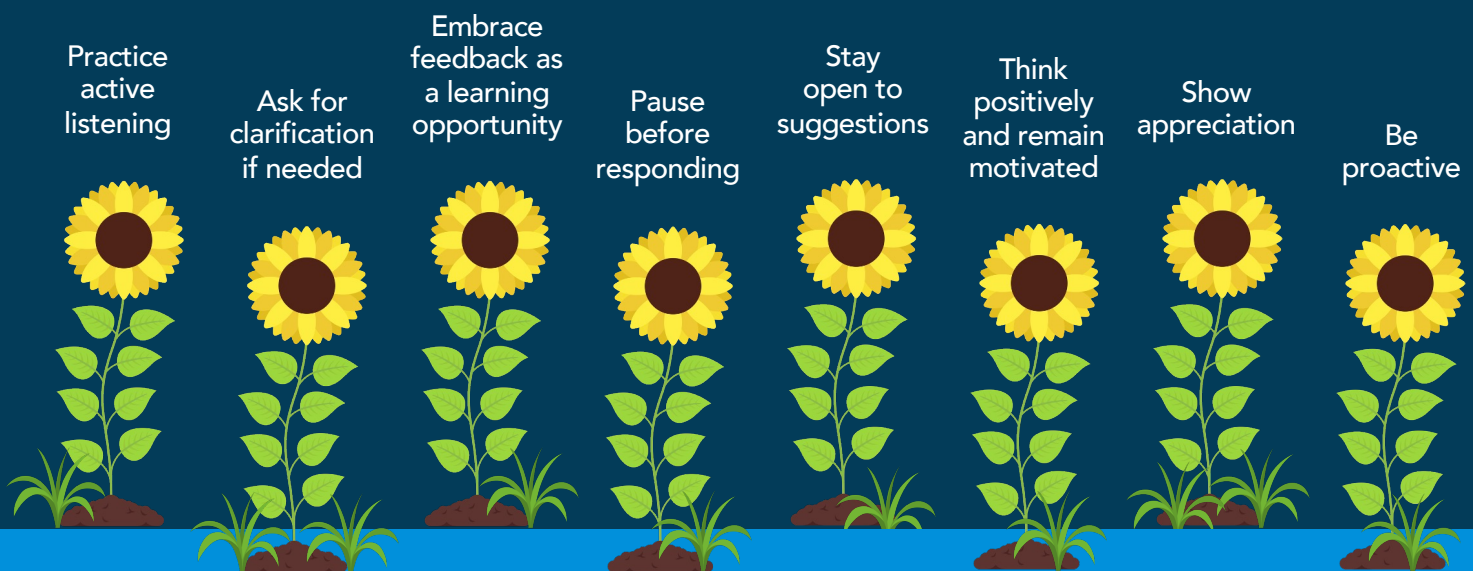 Practice
active
listening
Ask for
clarification
if needed
Embrace
feedback as
a learning
opportunity
Pause
before
responding
Stay
open to
suggestions
Think
positively
and remain
motivated
Show
appreciation
Be
proactive